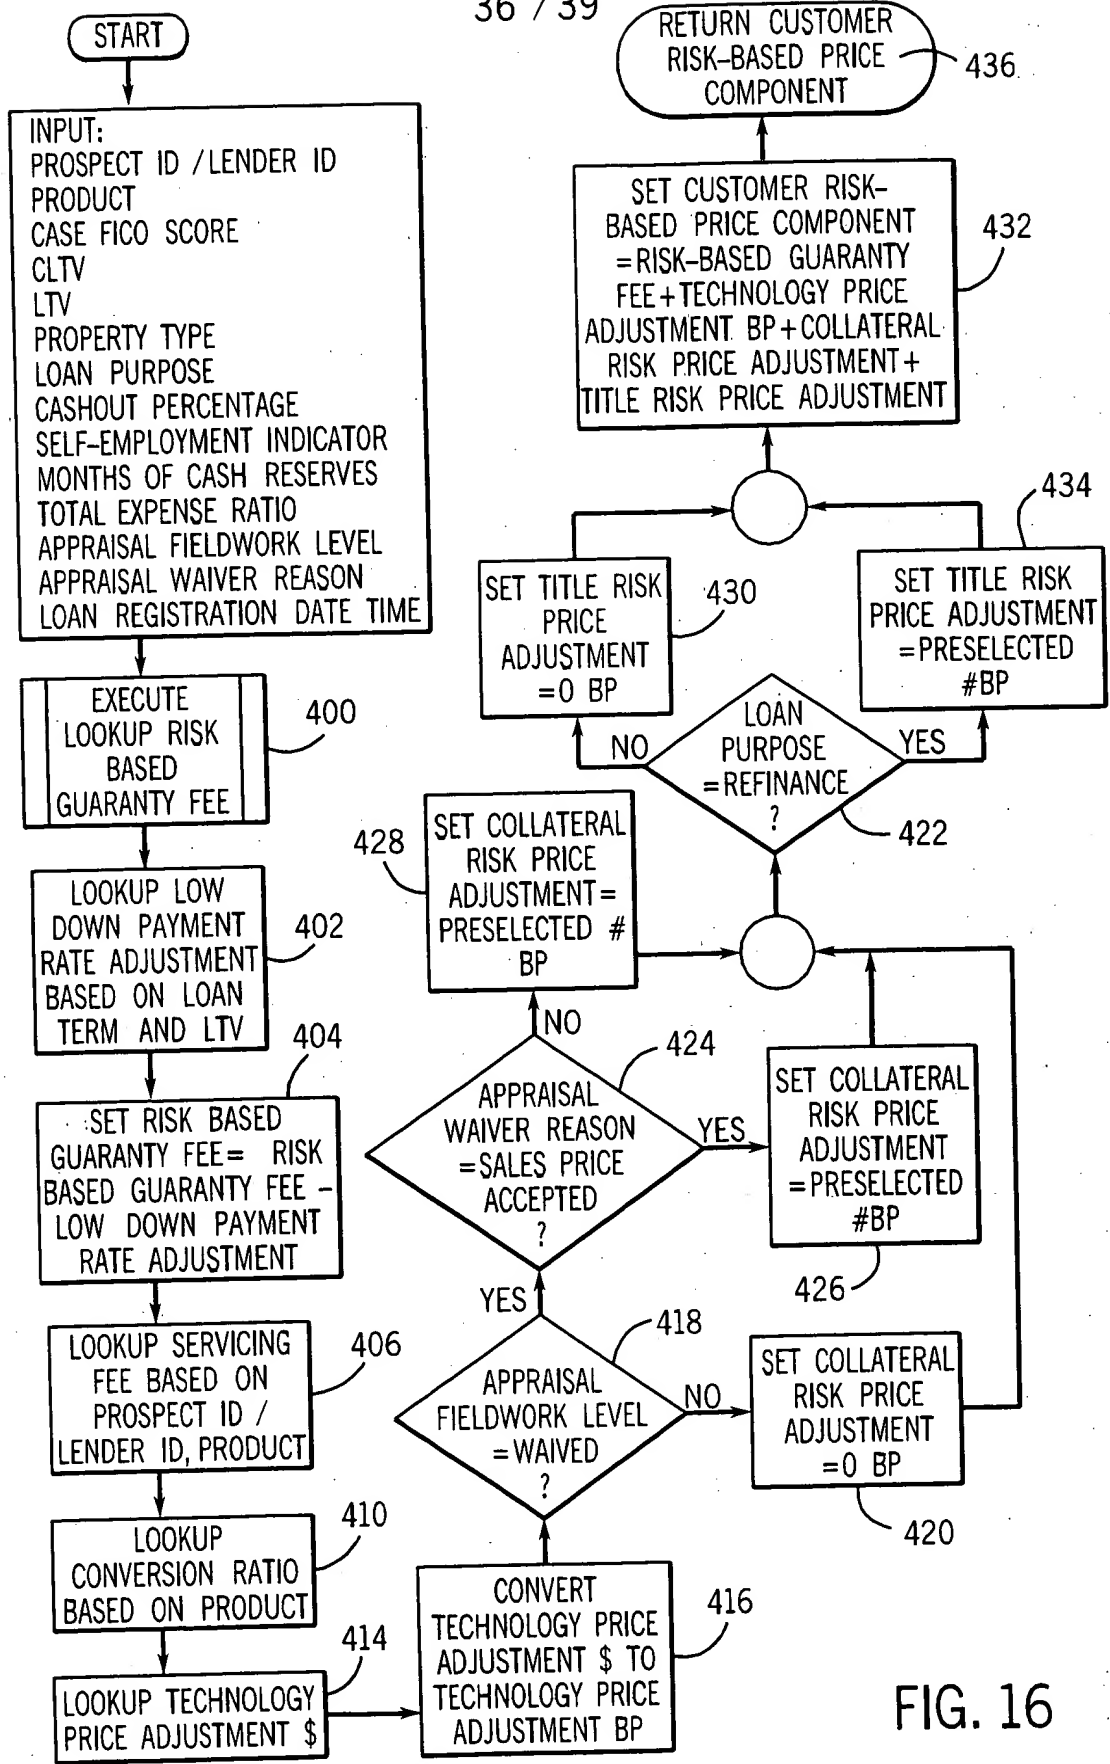 36 / 39
START
INPUT:
PROSPECT ID / LENDER ID
PRODUCT
CASE FICO SCORE
CLTV
LTV
PROPERTY TYPE
LOAN PURPOSE
CASHOUT PERCENTAGE
SELF-EMPLOYMENT INDICATOR
MONTHS OF CASH RESERVES
TOTAL EXPENSE RATIO
APPRAISAL FIELDWORK LEVEL
APPRAISAL WAIVER REASON
LOAN REGISTRATION DATE TIME
EXECUTE
LOOKUP RISK
BASED
GUARANTY FEE
400
LOOKUP LOW
DOWN PAYMENT
RATE ADJUSTMENT
BASED ON LOAN
TERM AND LTV
402
SET RISK BASED
GUARANTY FEE= RISK
BASED GUARANTY FEE -
LOW DOWN PAYMENT
RATE ADJUSTMENT
404
LOOKUP SERVICING
FEE BASED ON
PROSPECT ID /
LENDER ID, PRODUCT
406
LOOKUP
CONVERSION RATIO
BASED ON PRODUCT
410
LOOKUP TECHNOLOGY
PRICE ADJUSTMENT $
414
CONVERT
TECHNOLOGY PRICE
ADJUSTMENT $ TO
TECHNOLOGY PRICE
ADJUSTMENT BP
416
APPRAISAL
FIELDWORK LEVEL
=WAIVED
?
418
NO
SET COLLATERAL
RISK PRICE
ADJUSTMENT
=0 BP
420
YES
APPRAISAL
WAIVER REASON
=SALES PRICE
ACCEPTED
?
424
YES
SET COLLATERAL
RISK PRICE
ADJUSTMENT
=PRESELECTED
#BP
426
NO
SET COLLATERAL
RISK PRICE
ADJUSTMENT=
PRESELECTED #
BP
428
LOAN
PURPOSE
=REFINANCE
?
422
NO
SET TITLE RISK
PRICE
ADJUSTMENT
=0 BP
430
YES
SET TITLE RISK
PRICE ADJUSTMENT
=PRESELECTED
#BP
434
SET CUSTOMER RISK-
BASED PRICE COMPONENT
=RISK-BASED GUARANTY
FEE+TECHNOLOGY PRICE
ADJUSTMENT BP+COLLATERAL
RISK PRICE ADJUSTMENT+
TITLE RISK PRICE ADJUSTMENT
432
RETURN CUSTOMER
RISK-BASED PRICE
COMPONENT
436
FIG. 16